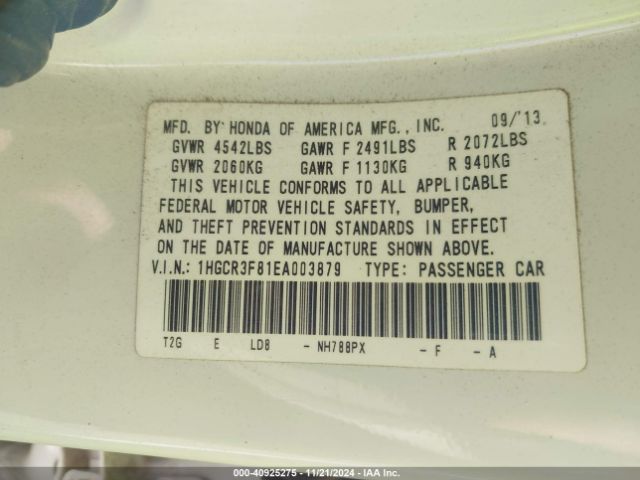 MFD. BY HONDA OF AMERICA MFG., INC. 09/'13
GVWR 4542LBS GAWR F 2491LBS R 2072LBS
GVWR 2060KG GAWR F 1130KG R 940KG
THIS VEHICLE CONFORMS TO ALL APPLICABLE
FEDERAL MOTOR VEHICLE SAFETY, BUMPER,
AND THEFT PREVENTION STANDARDS IN EFFECT
ON THE DATE OF MANUFACTURE SHOWN ABOVE.
V.I.N.: 1HGCR3F81EA003879 TYPE: PASSENGER CAR
T2G E LD8 - NH788PX - F - A
000-40925275 - 11/21/2024 - IAA Inc.